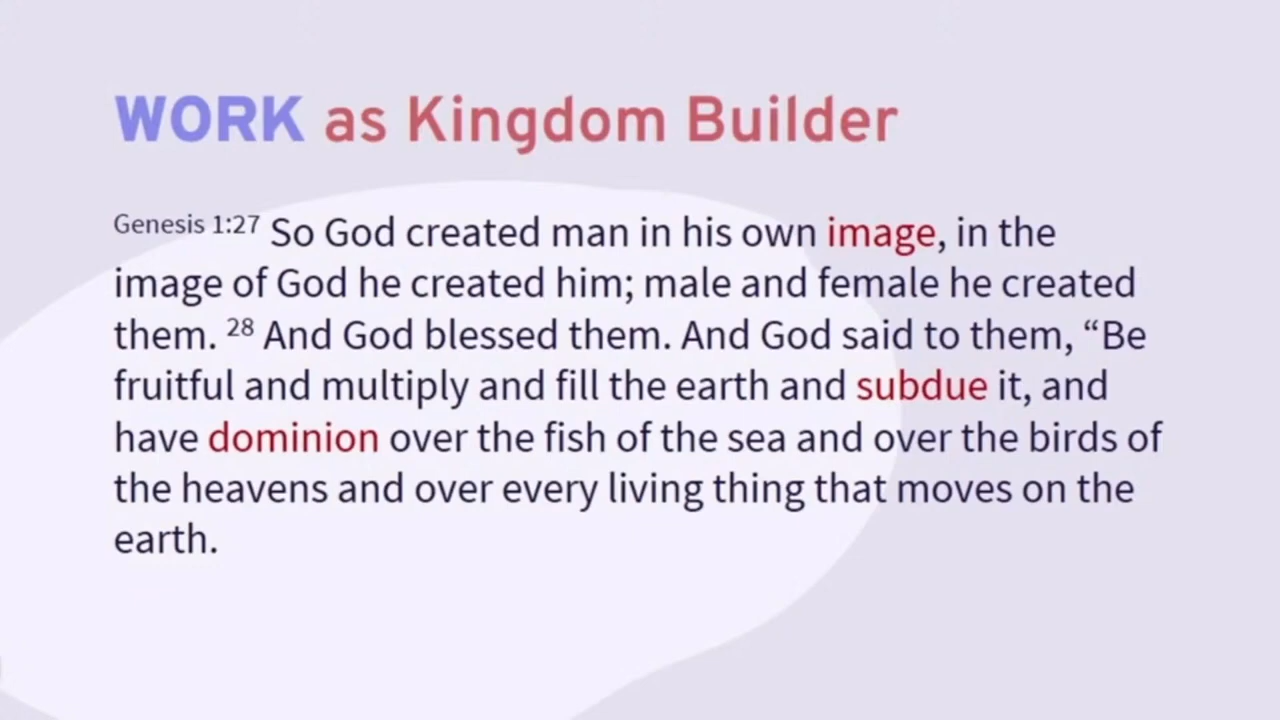 WORK as Kingdom Builder
Genesis 1:27 So God created man in his own image, in the
image of God he created him; male and female he created
them. 28 And God blessed them. And God said to them, “Be
fruitful and multiply and fill the earth and subdue it, and
have dominion over the fish of the sea and over the birds of
the heavens and over every living thing that moves on the
earth.